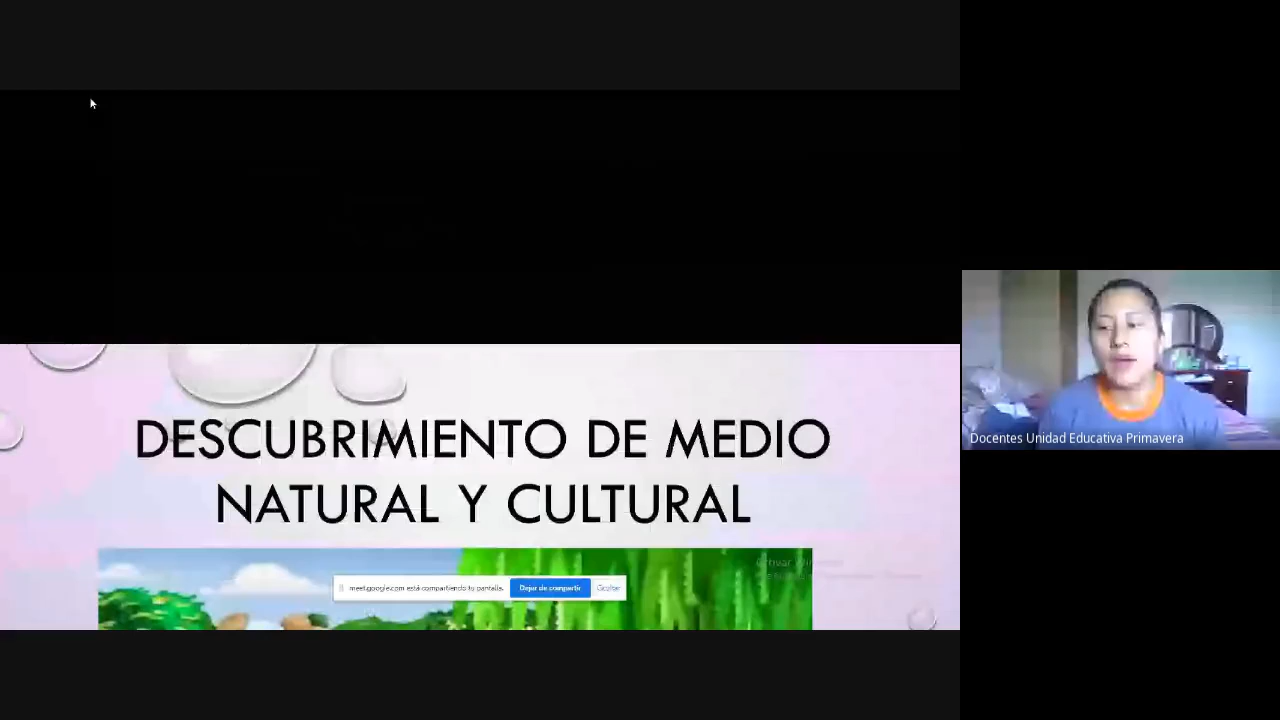 DESCUBRIMIENTO DE MEDIO
NATURAL Y CULTURAL
meet.google.com está compartiendo tu pantalla.
Dejar de compartir
Ocultar
Docentes Unidad Educativa Primavera